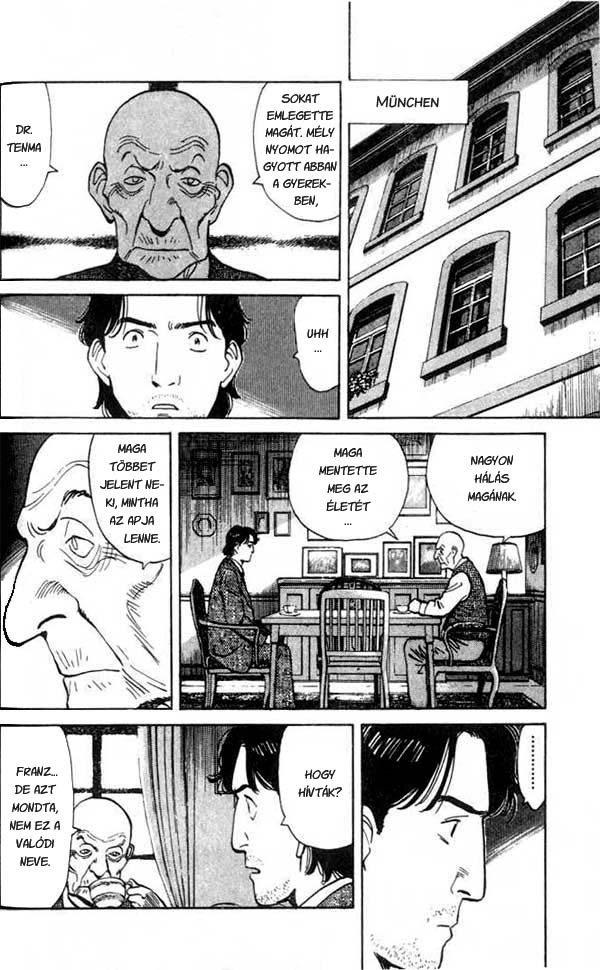 MÜNCHEN
SOKAT
EMLEGETTE
MAGÁT. MÉLY
NYOMOT HA-
GYOTT ABBAN
A GYEREK-
BEN,
DR.
TENMA
...
UHH
...
NAGYON
HÁLÁS
MAGÁNAK.
MAGA
MENTETTE
MEG AZ
ÉLETÉT
...
MAGA
TÖBBET
JELENT NE-
KI, MINTHA
AZ APJA
LENNE.
.........
HOGY
HÍVTÁK?
FRANZ...
DE AZT
MONDTA,
NEM EZ A
VALÓDI
NEVE.